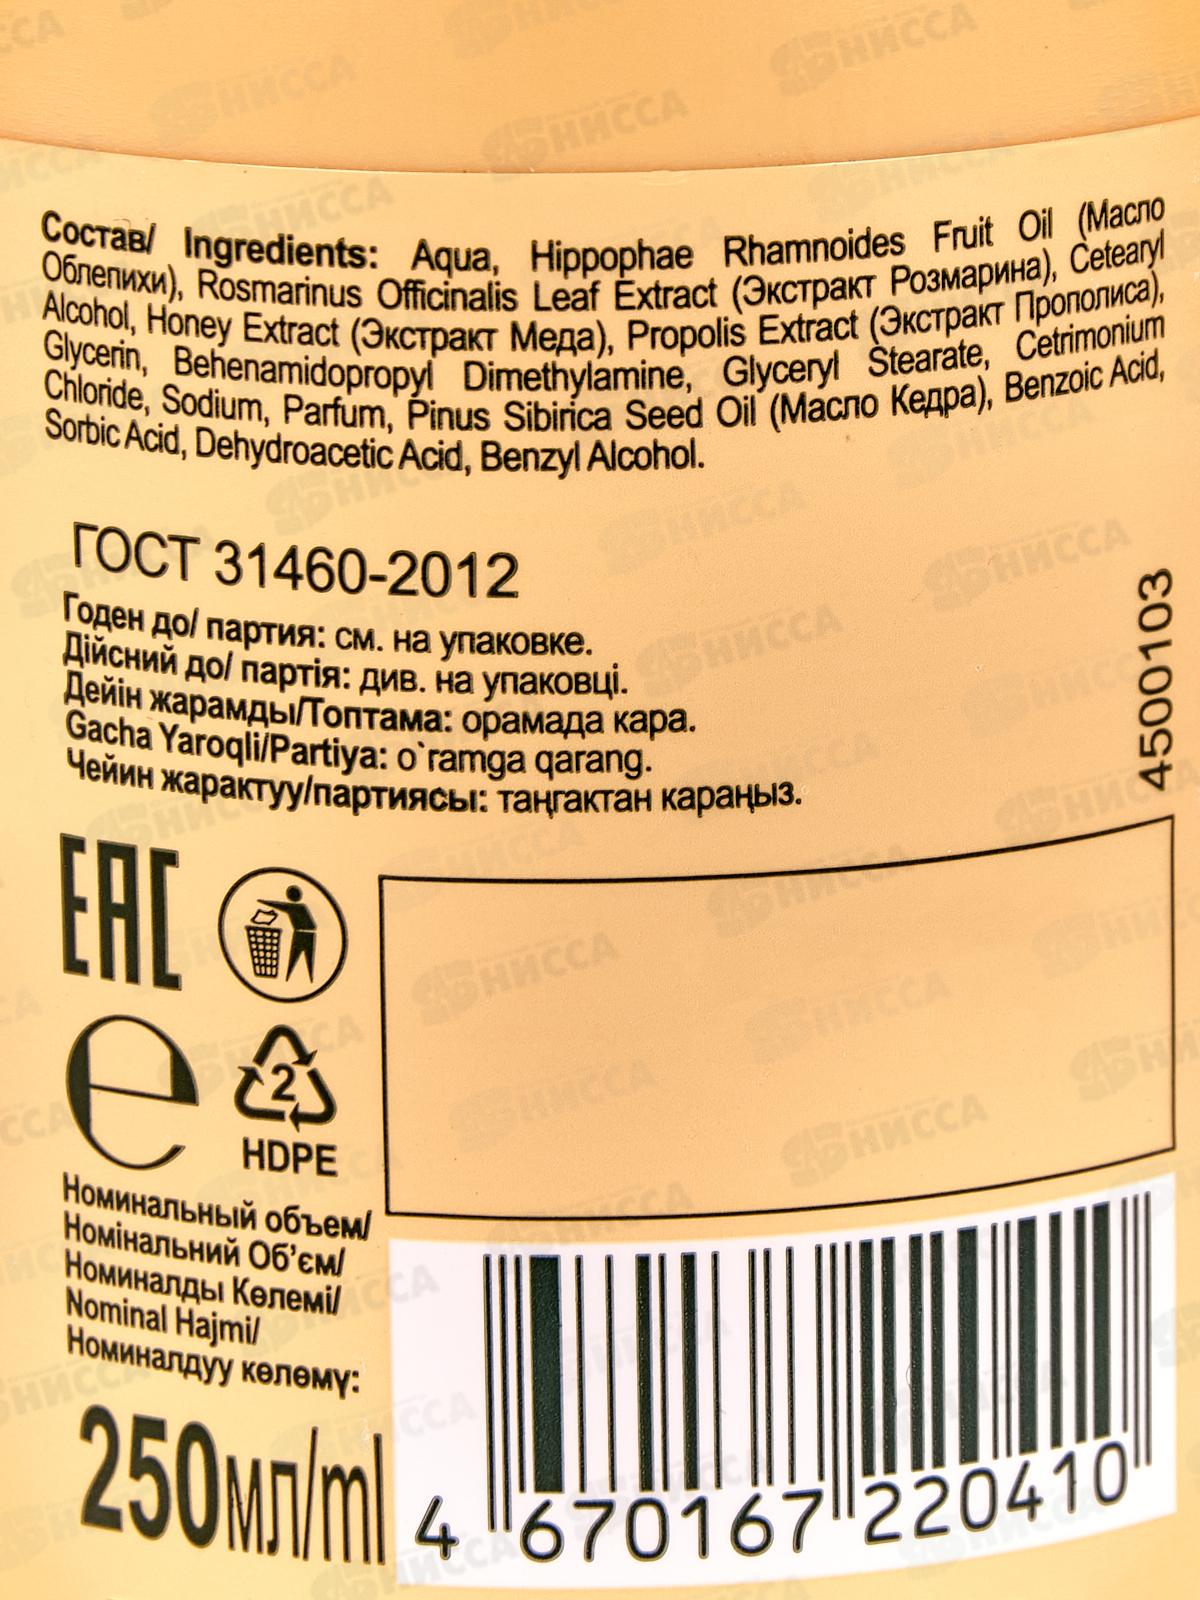 Состав/ Ingredients: Aqua, Hippophae Rhamnoides Fruit Oil (Масло
Облепихи), Rosmarinus Officinalis Leaf Extract (Экстракт Розмарина), Cetearyl
Alcohol, Honey Extract (Экстракт Меда), Propolis Extract (Экстракт Прополиса),
Glycerin, Behenamidopropyl Dimethylamine, Glyceryl Stearate, Cetrimonium
Chloride, Sodium, Parfum, Pinus Sibirica Seed Oil (Масло Кедра), Benzoic Acid,
Sorbic Acid, Dehydroacetic Acid, Benzyl Alcohol.
ГОСТ 31460-2012
Годен до/ партия: см. на упаковке.
Дійсний до/ партія: див. на упаковці.
Дейін жарамды/Топтама: орамада кара.
Gacha Yaroqli/Partiya: o`ramga qarang.
Чейин жарактуу/партиясы: таңгактан караңыз.
4500103
EAC
e
2
HDPE
Номинальный объем/
Номінальний Об’єм/
Номиналды Көлемі/
Nominal Hajmi/
Номиналдуу көлөмү:
250мл/ml
4 670167 220410
НИССА